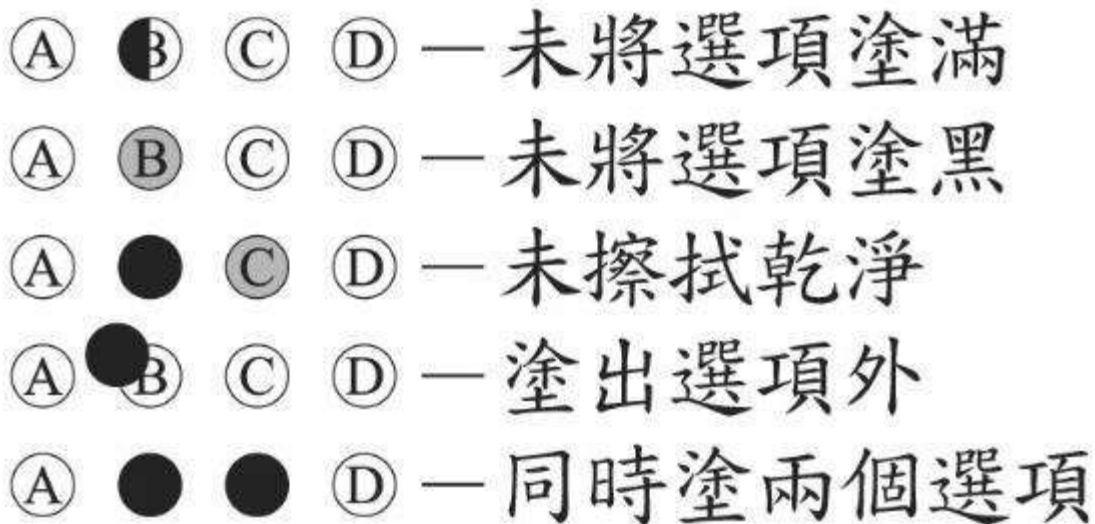 A B C D — 未將選項塗滿
A B C D — 未將選項塗黑
A C D — 未擦拭乾淨
A B C D — 塗出選項外
A D — 同時塗兩個選項